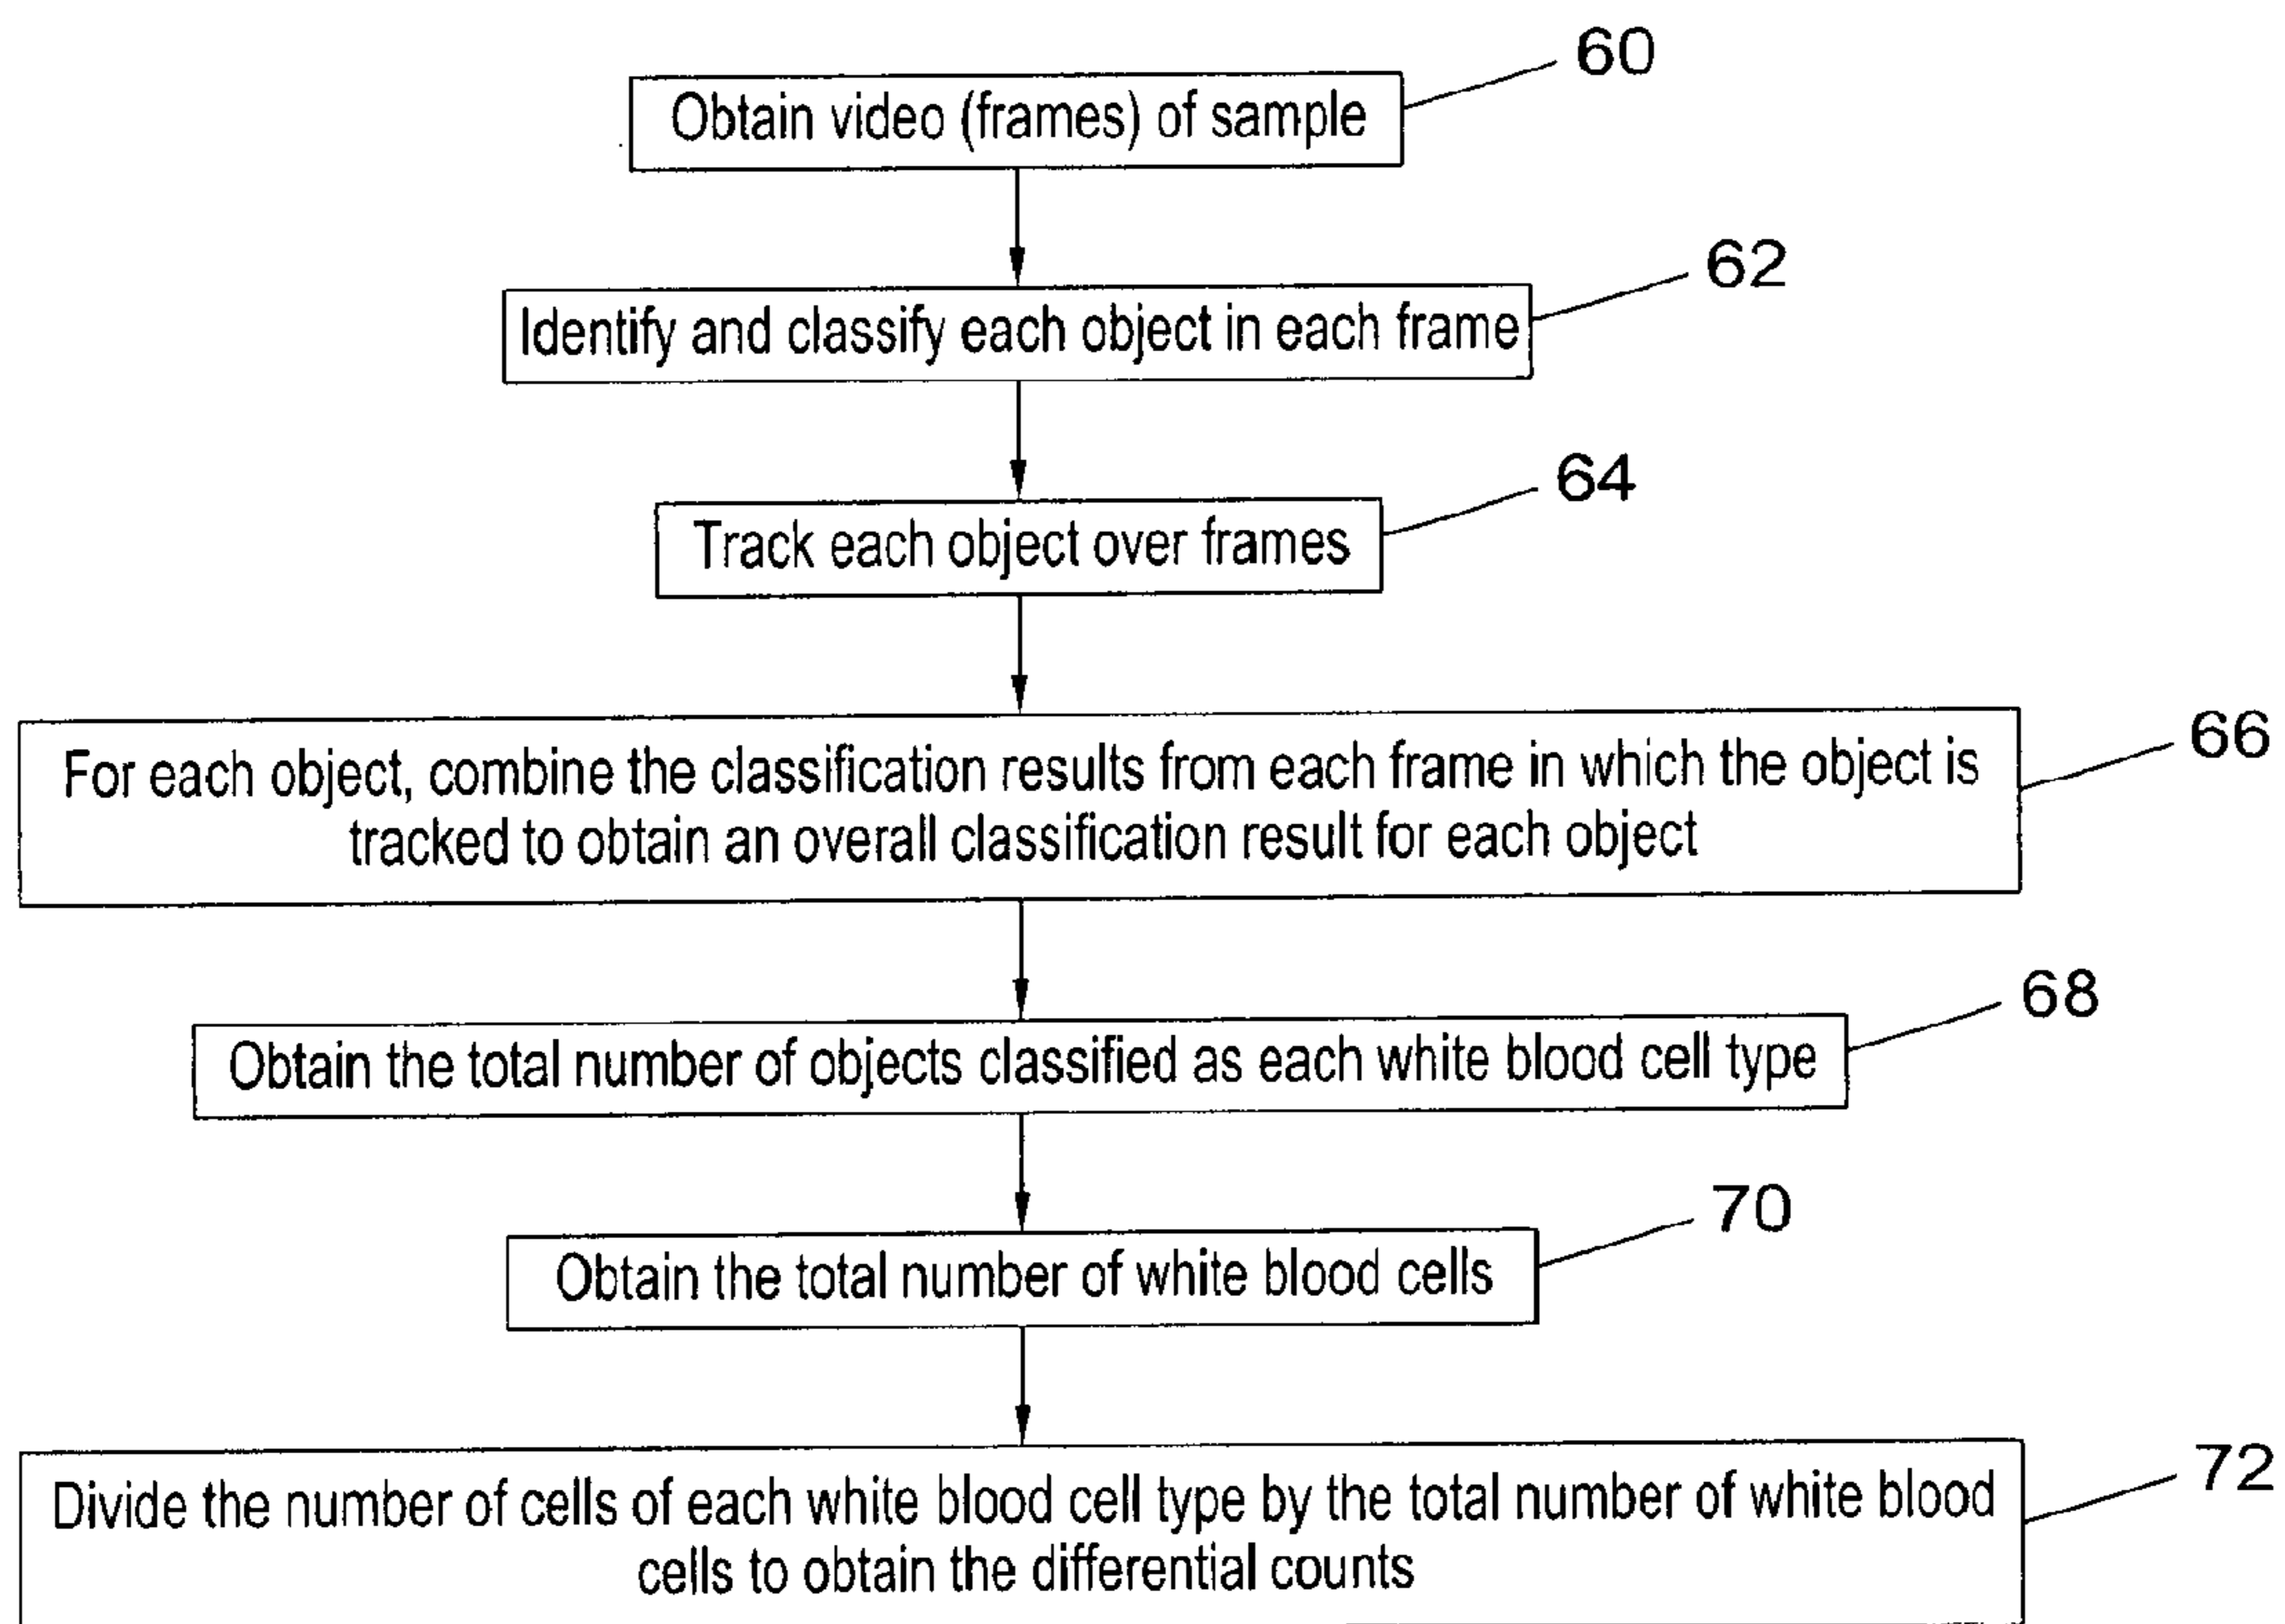 60
Obtain video (frames) of sample
62
Identify and classify each object in each frame
64
Track each object over frames
66
For each object, combine the classification results from each frame in which the object is
tracked to obtain an overall classification result for each object
68
Obtain the total number of objects classified as each white blood cell type
70
Obtain the total number of white blood cells
72
Divide the number of cells of each white blood cell type by the total number of white blood
cells to obtain the differential counts